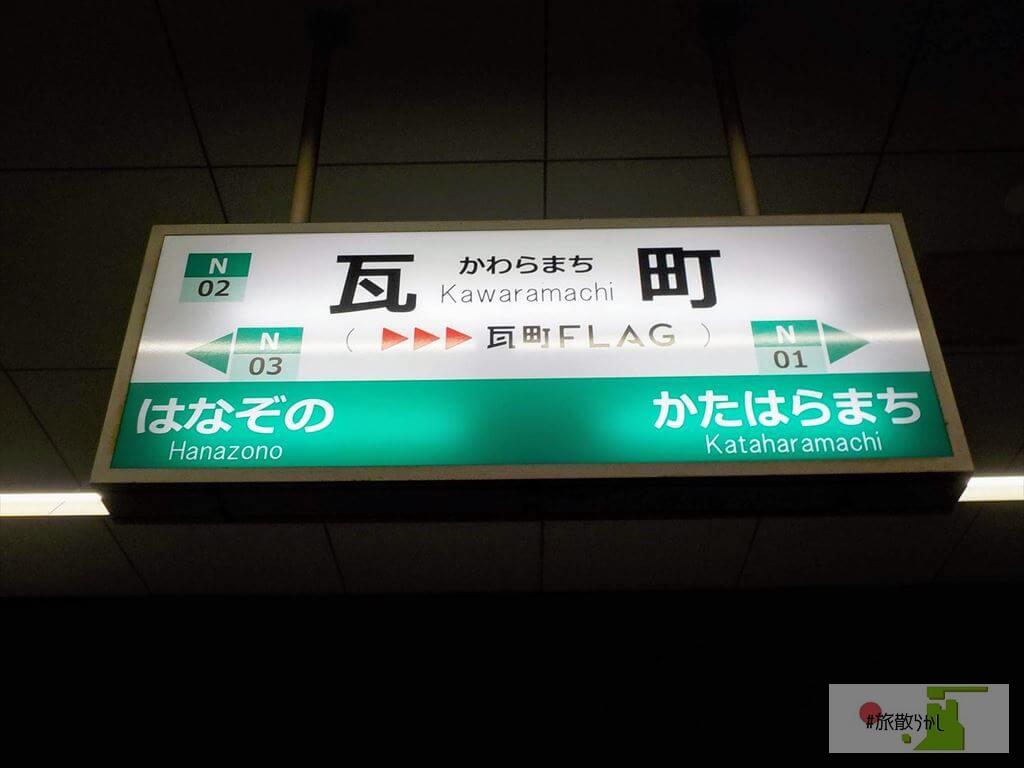 N
02
瓦町
かわらまち
Kawaramachi
( 瓦町FLAG )
N
03
N
01
はなぞの
Hanazono
かたはらまち
Kataharamachi
#旅散らかし